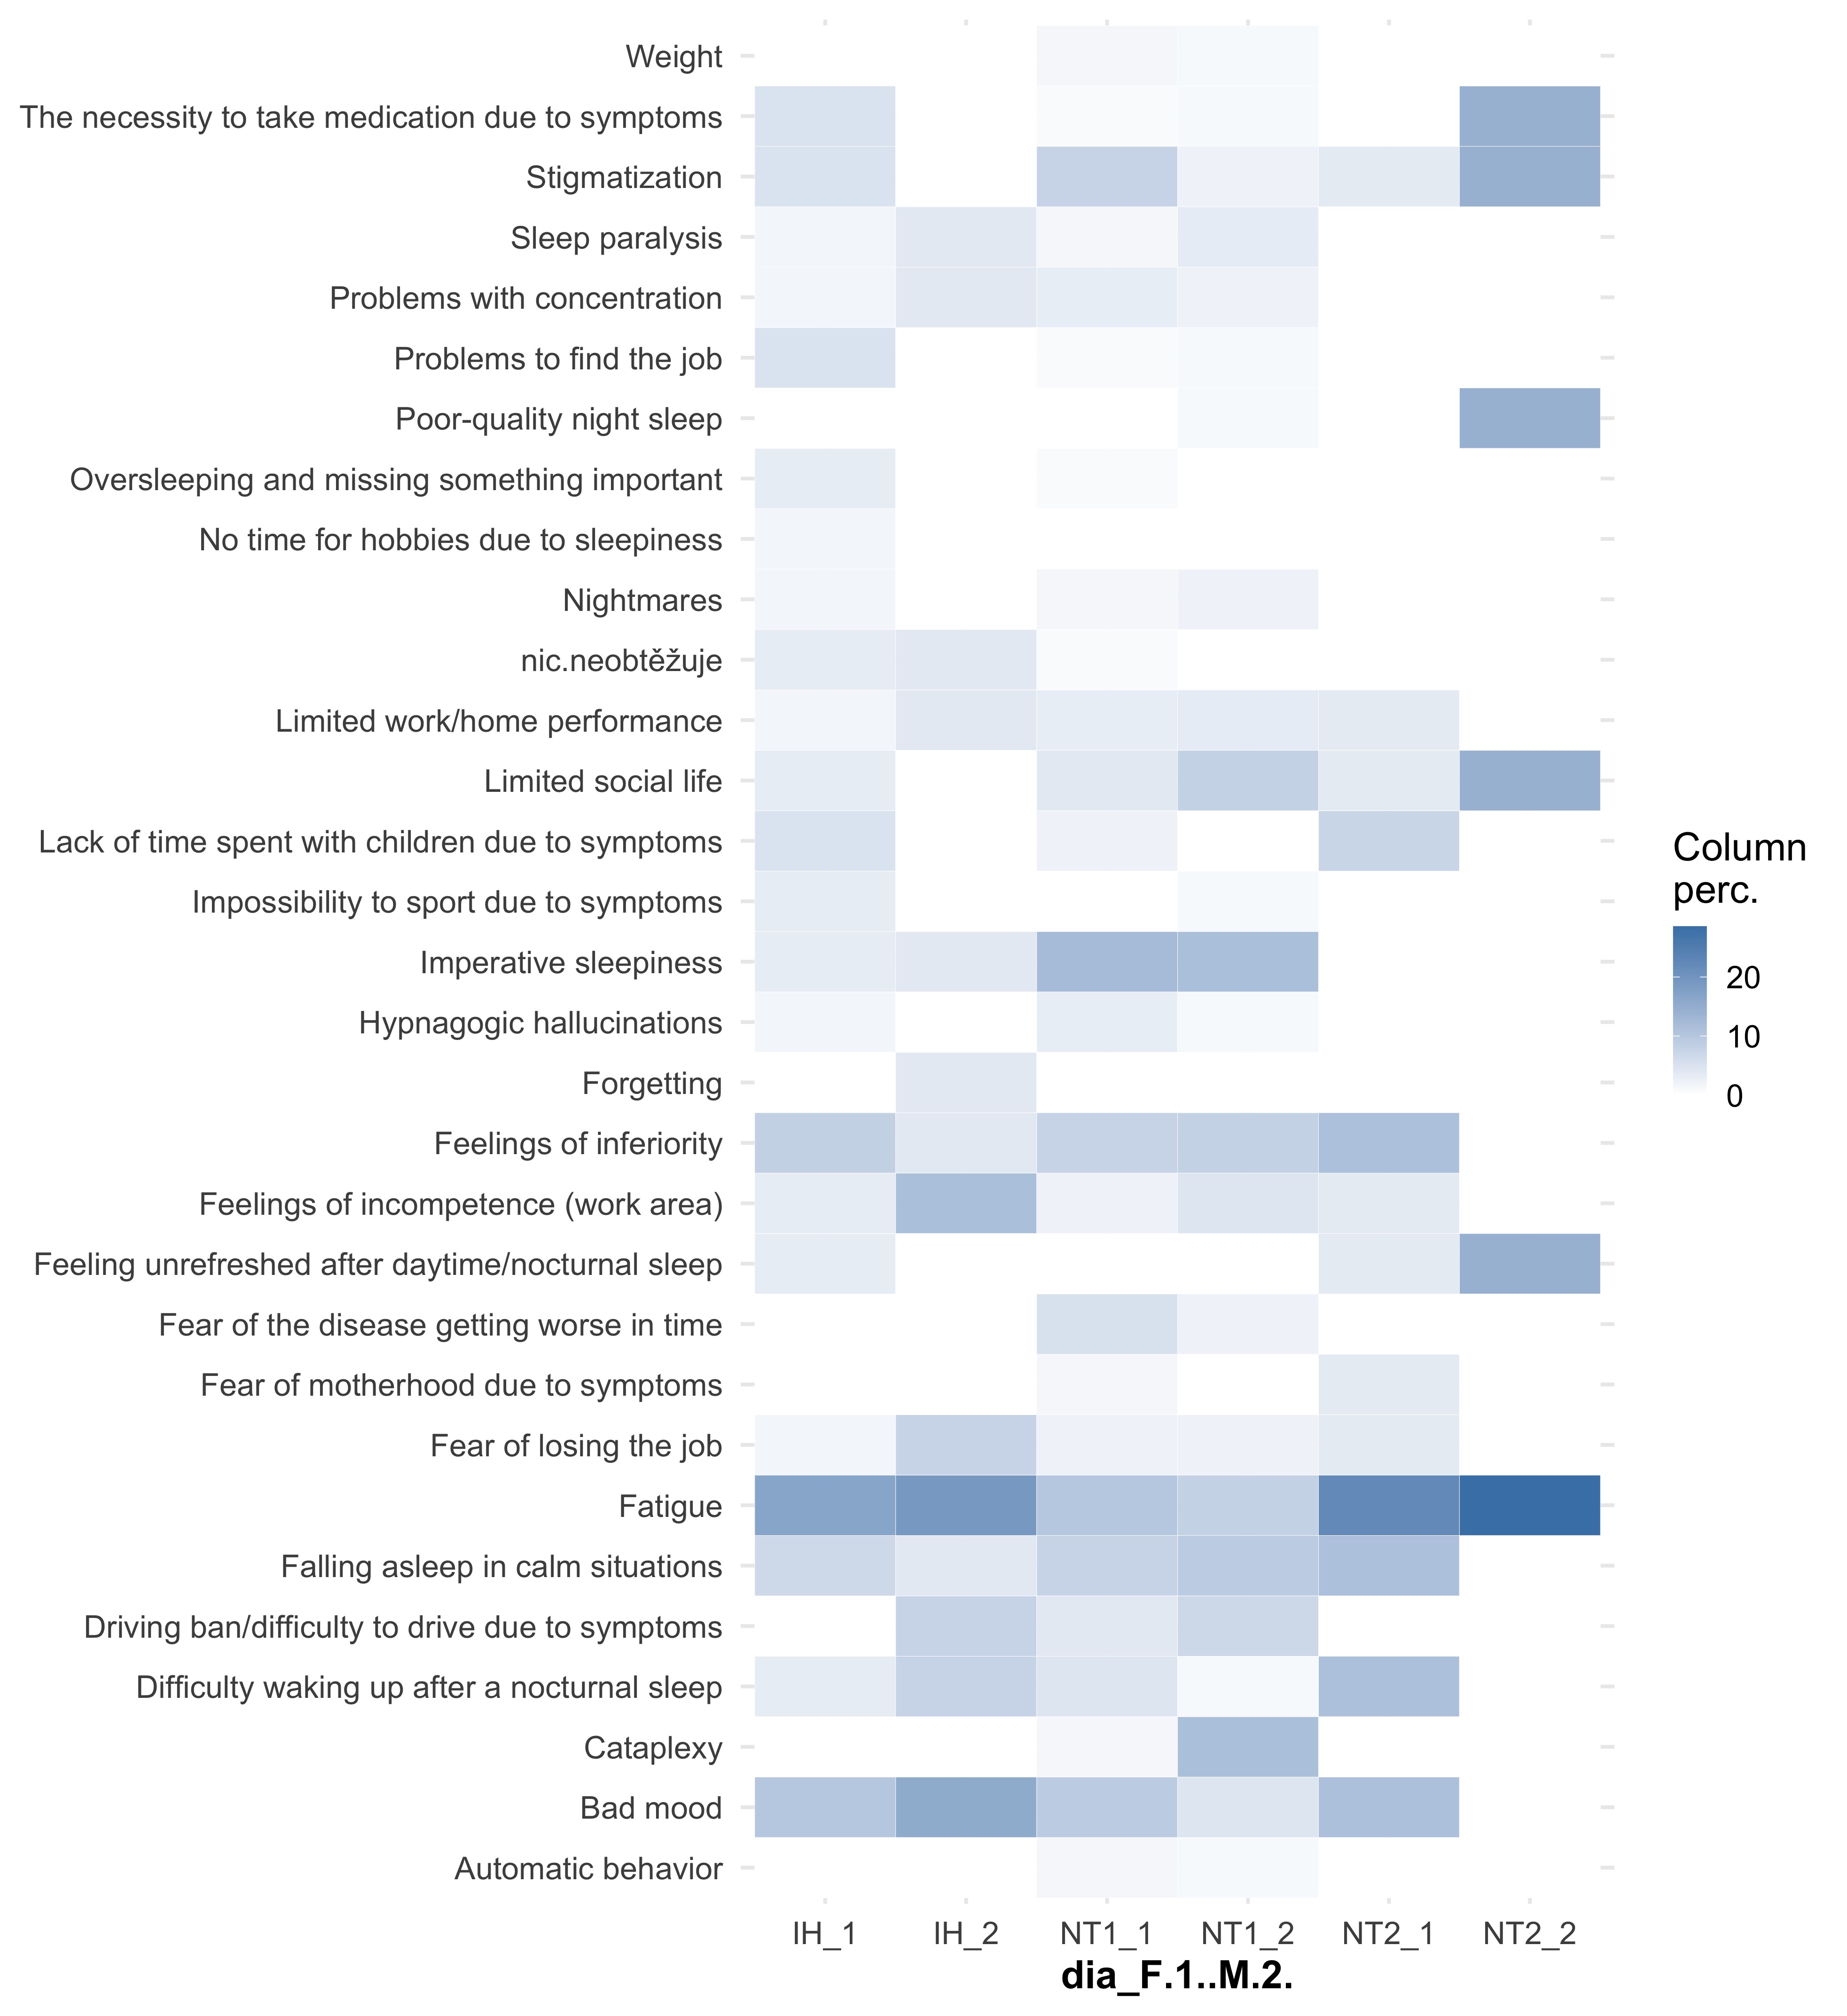 Weight
The necessity to take medication due to symptoms
Stigmatization
Sleep paralysis
Problems with concentration
Problems to find the job
Poor-quality night sleep
Oversleeping and missing something important
No time for hobbies due to sleepiness
Nightmares
nic.neobtěžuje
Limited work/home performance
Limited social life
Lack of time spent with children due to symptoms
Impossibility to sport due to symptoms
Imperative sleepiness
Hypnagogic hallucinations
Forgetting
Feelings of inferiority
Feelings of incompetence (work area)
Feeling unrefreshed after daytime/nocturnal sleep
Fear of the disease getting worse in time
Fear of motherhood due to symptoms
Fear of losing the job
Fatigue
Falling asleep in calm situations
Driving ban/difficulty to drive due to symptoms
Difficulty waking up after a nocturnal sleep
Cataplexy
Bad mood
Automatic behavior
IH_1 IH_2 NT1_1 NT1_2 NT2_1 NT2_2
dia_F.1..M.2.
Column
perc.
20
10
0